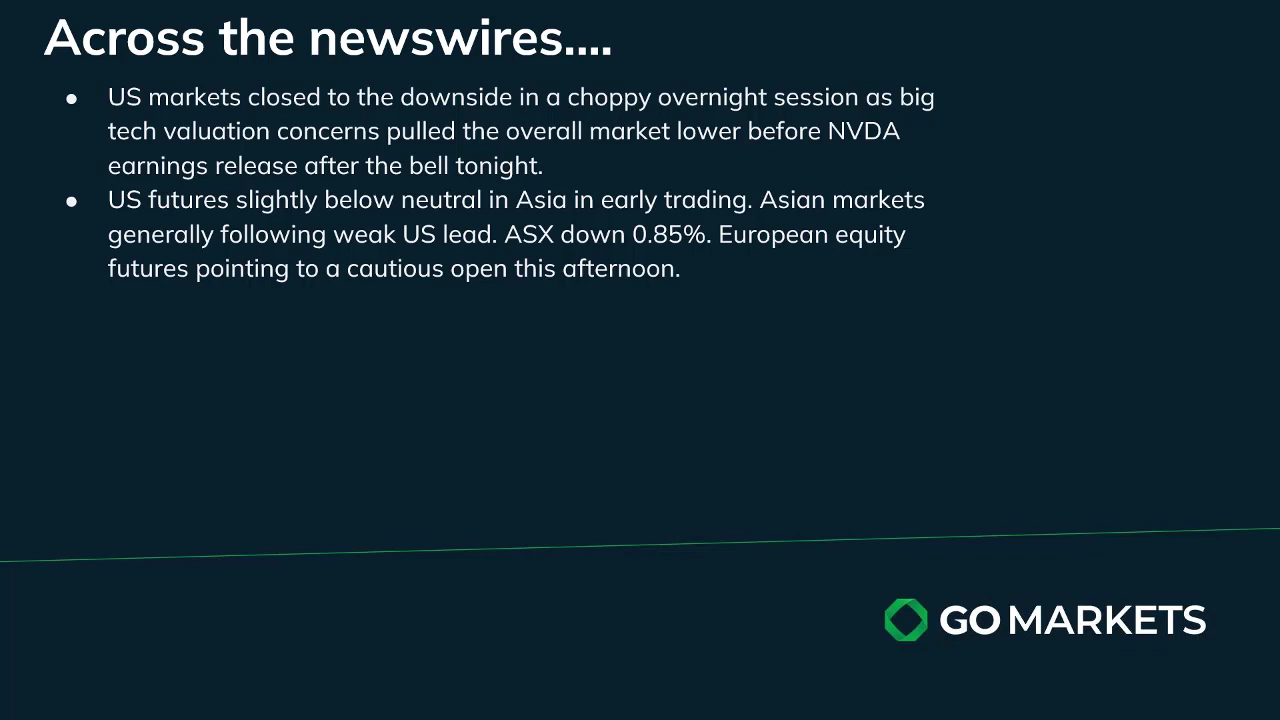 Across the newswires....
● US markets closed to the downside in a choppy overnight session as big
tech valuation concerns pulled the overall market lower before NVDA
earnings release after the bell tonight.
● US futures slightly below neutral in Asia in early trading. Asian markets
generally following weak US lead. ASX down 0.85%. European equity
futures pointing to a cautious open this afternoon.
GO MARKETS